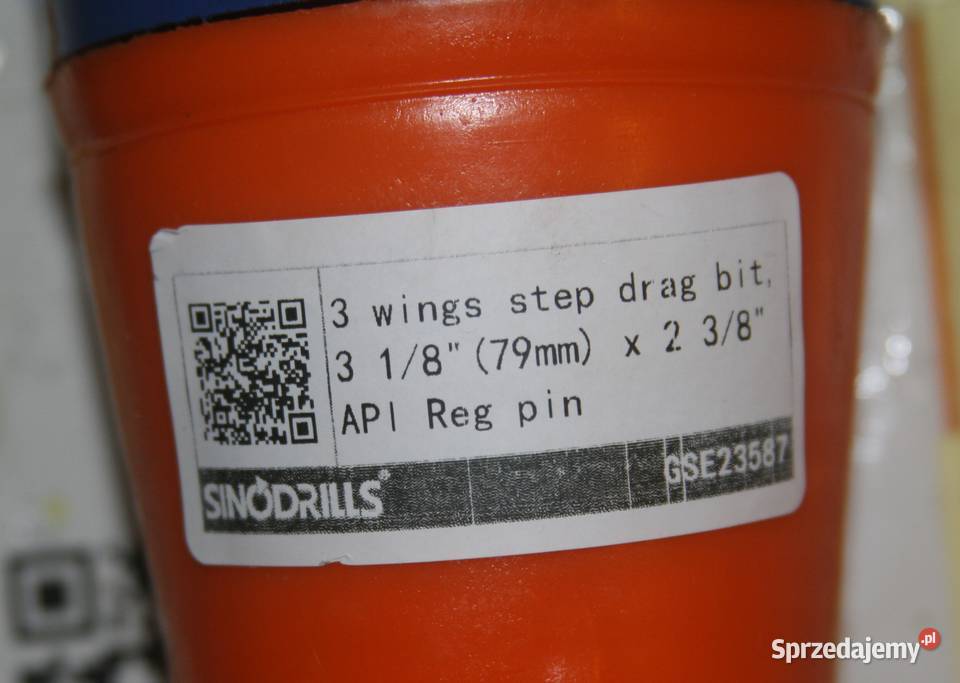 3 wings step drag bit,
3 1/8" (79mm) x 2 3/8"
API Reg pin
SINODRILLS®
GSE23587
Sprzedajemy.pl